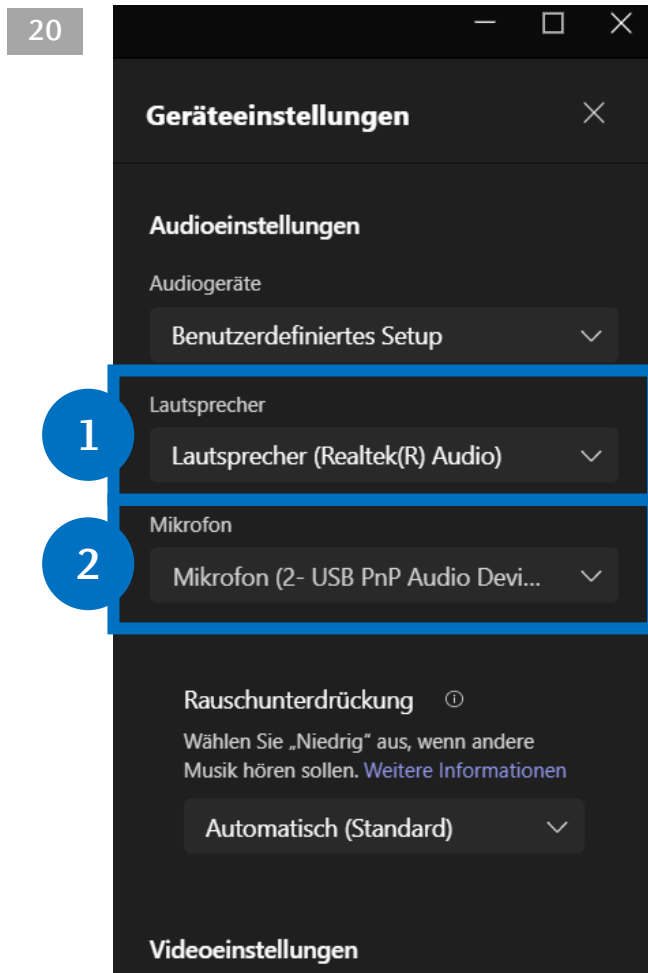 20
Geräteeinstellungen
Audioeinstellungen
Audiogeräte
Benutzerdefiniertes Setup
1
Lautsprecher
Lautsprecher (Realtek(R) Audio)
2
Mikrofon
Mikrofon (2- USB PnP Audio Devi...
Rauschunterdrückung
Wählen Sie „Niedrig“ aus, wenn andere
Musik hören sollen. Weitere Informationen
Automatisch (Standard)
Videoeinstellungen